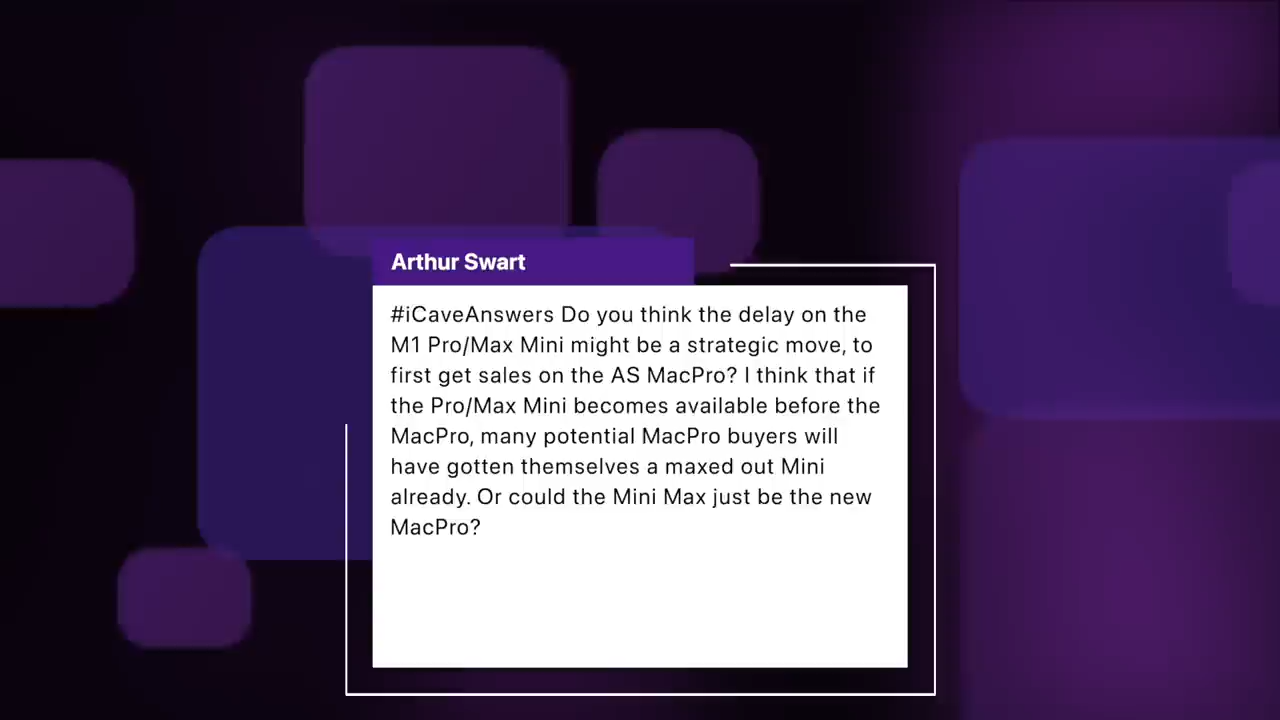 Arthur Swart
#iCaveAnswers Do you think the delay on the
M1 Pro/Max Mini might be a strategic move, to
first get sales on the AS MacPro? I think that if
the Pro/Max Mini becomes available before the
MacPro, many potential MacPro buyers will
have gotten themselves a maxed out Mini
already. Or could the Mini Max just be the new
MacPro?